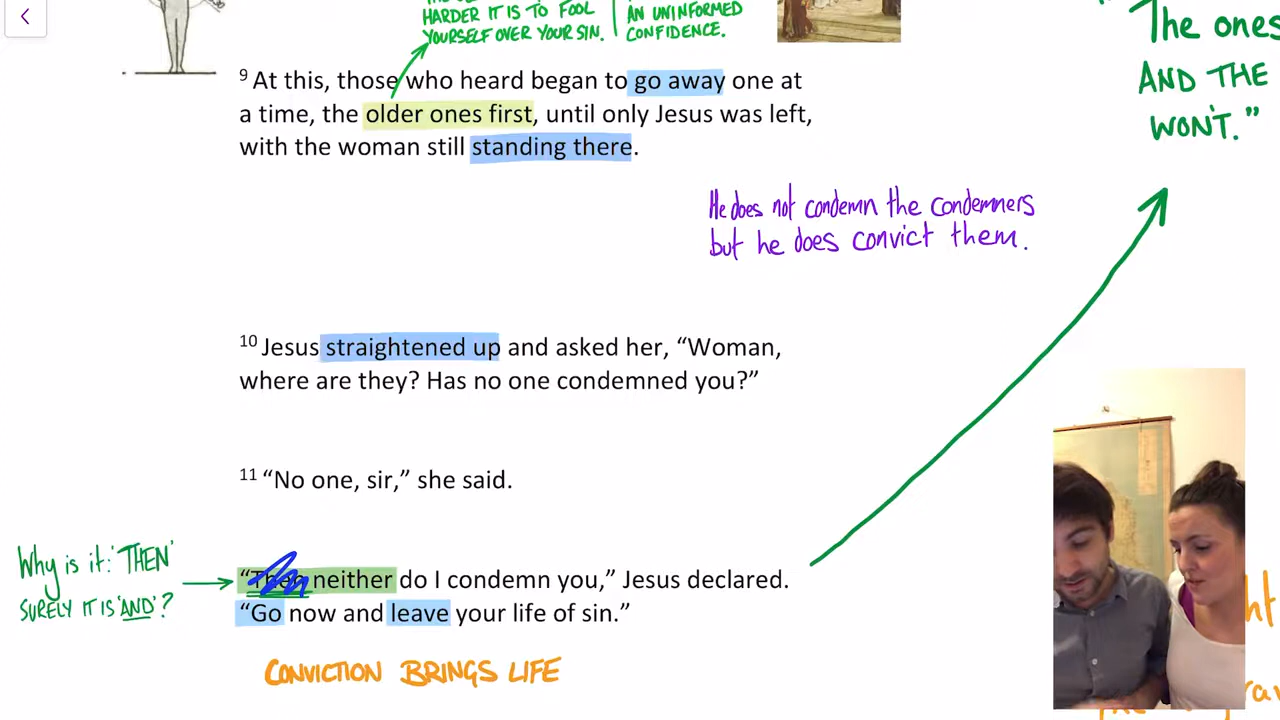 HARDER IT IS TO FOOL
YOURSELF OVER YOUR SIN.
AN UNINFORMED
CONFIDENCE.
"The ones
AND THE
WON'T."
⁹ At this, those who heard began to go away one at
a time, the older ones first, until only Jesus was left,
with the woman still standing there.
He does not condemn the condemners
but he does convict them.
¹⁰ Jesus straightened up and asked her, “Woman,
where are they? Has no one condemned you?”
¹¹ “No one, sir,” she said.
Why is it: 'THEN'
SURELY IT IS 'AND'?
“Then neither do I condemn you,” Jesus declared.
“Go now and leave your life of sin.”
CONVICTION BRINGS LIFE